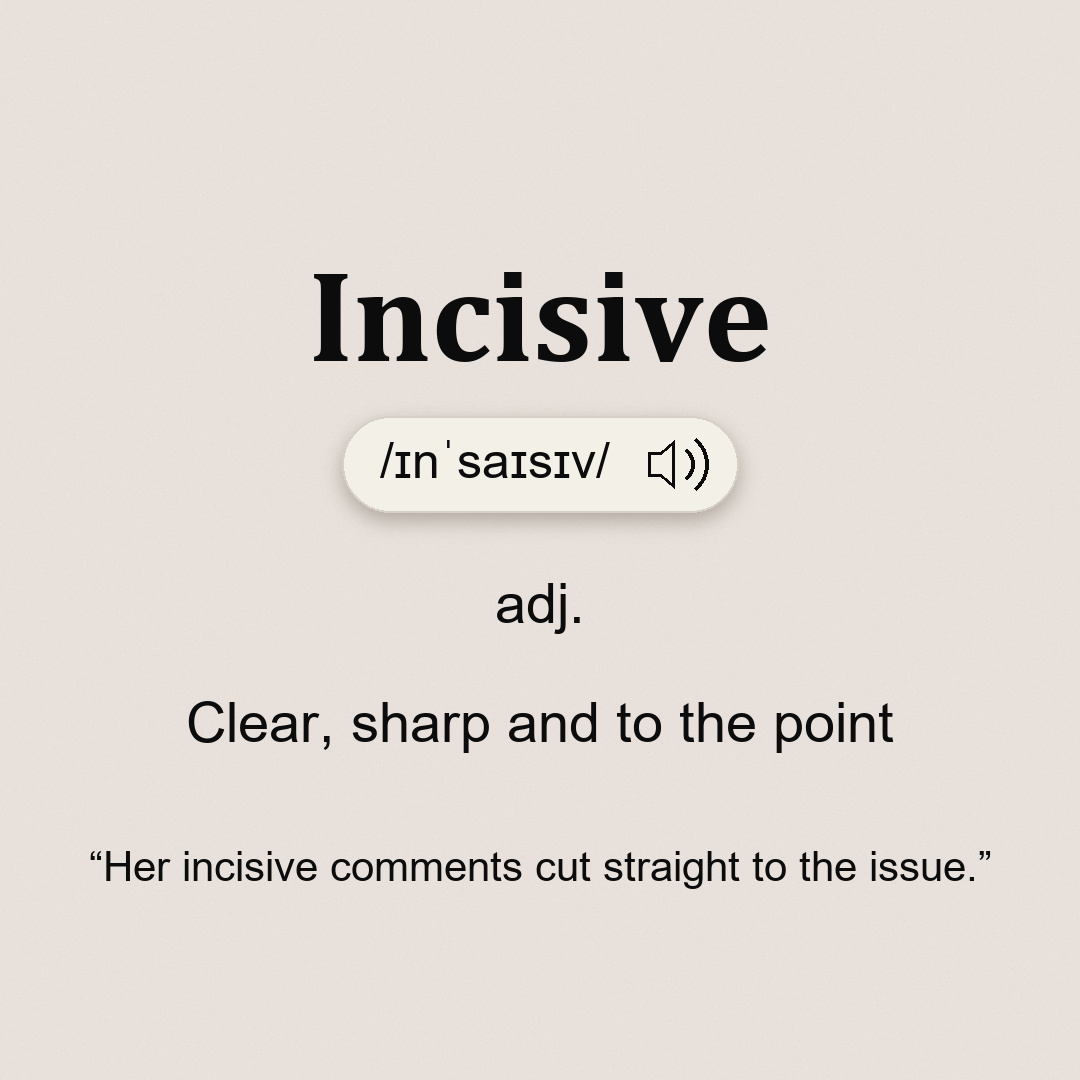 Incisive
/ɪnˈsaɪsɪv/
adj.
Clear, sharp and to the point
“Her incisive comments cut straight to the issue.”